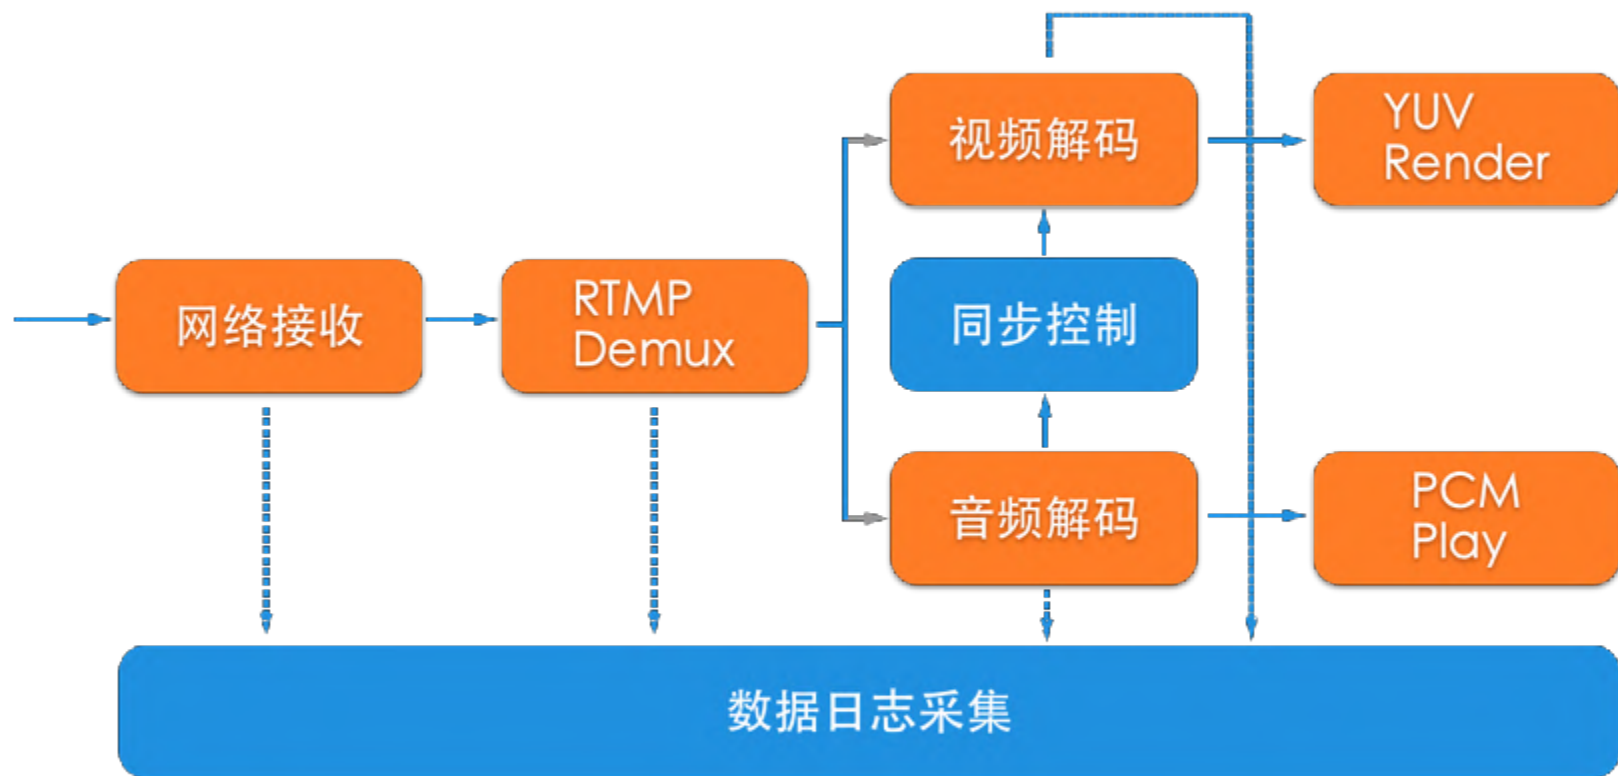 视频解码
YUV
Render
网络接收
RTMP
Demux
同步控制
音频解码
PCM
Play
数据日志采集